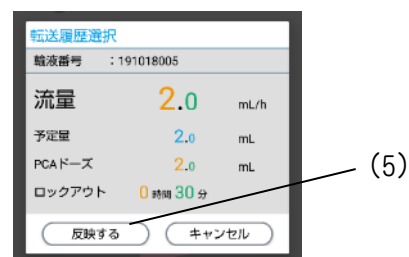 転送履歴選択
輸液番号 :191018005
流量 2.0 mL/h
予定量 2.0 mL
PCAドーズ 2.0 mL
ロックアウト 0 時間 30 分
反映する キャンセル
(5)